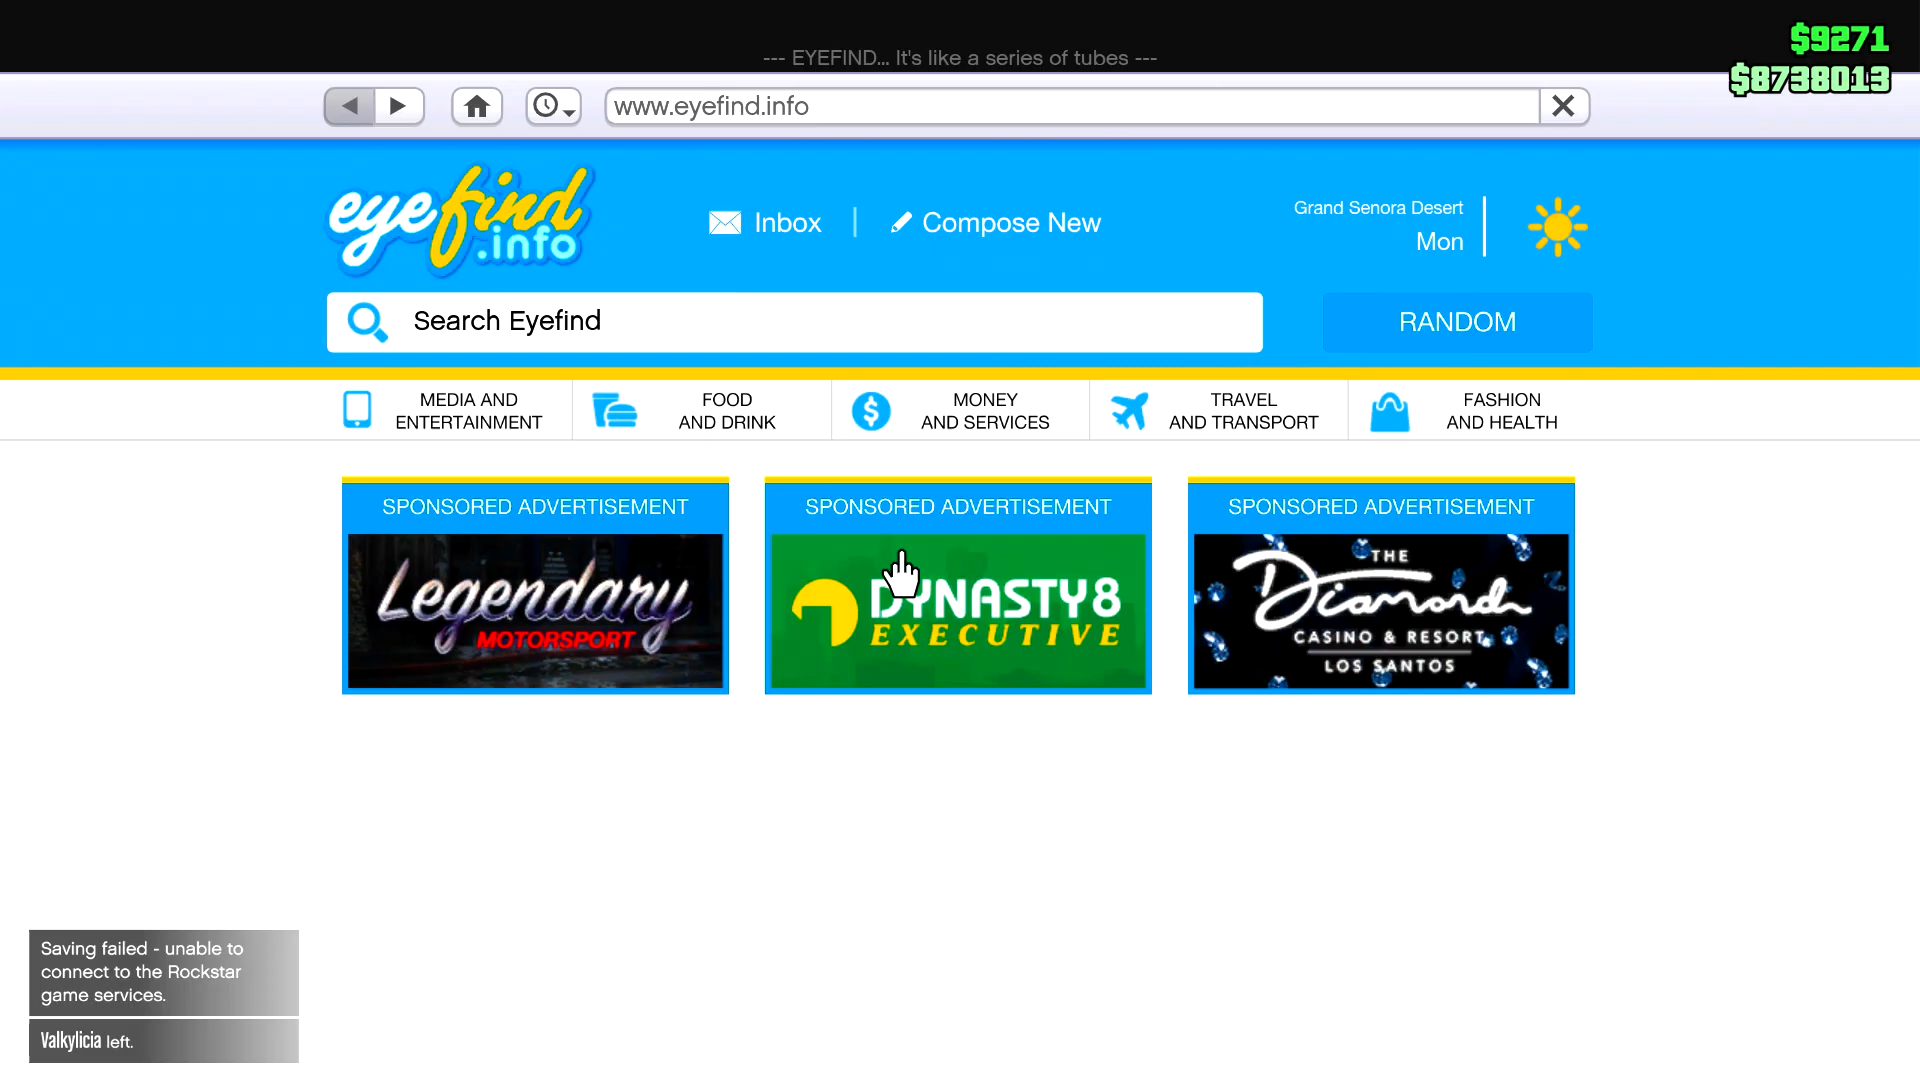 --- EYEFIND... It's like a series of tubes ---
$9271
$8738013
www.eyefind.info
eyefind
.info
Inbox
Compose New
Grand Senora Desert
Mon
Search Eyefind
RANDOM
MEDIA AND
ENTERTAINMENT
FOOD
AND DRINK
MONEY
AND SERVICES
TRAVEL
AND TRANSPORT
FASHION
AND HEALTH
SPONSORED ADVERTISEMENT
Legendary
MOTORSPORT
SPONSORED ADVERTISEMENT
DYNASTY8
EXECUTIVE
SPONSORED ADVERTISEMENT
THE
Diamond
CASINO & RESORT
LOS SANTOS
Saving failed - unable to
connect to the Rockstar
game services.
Valkylicia left.